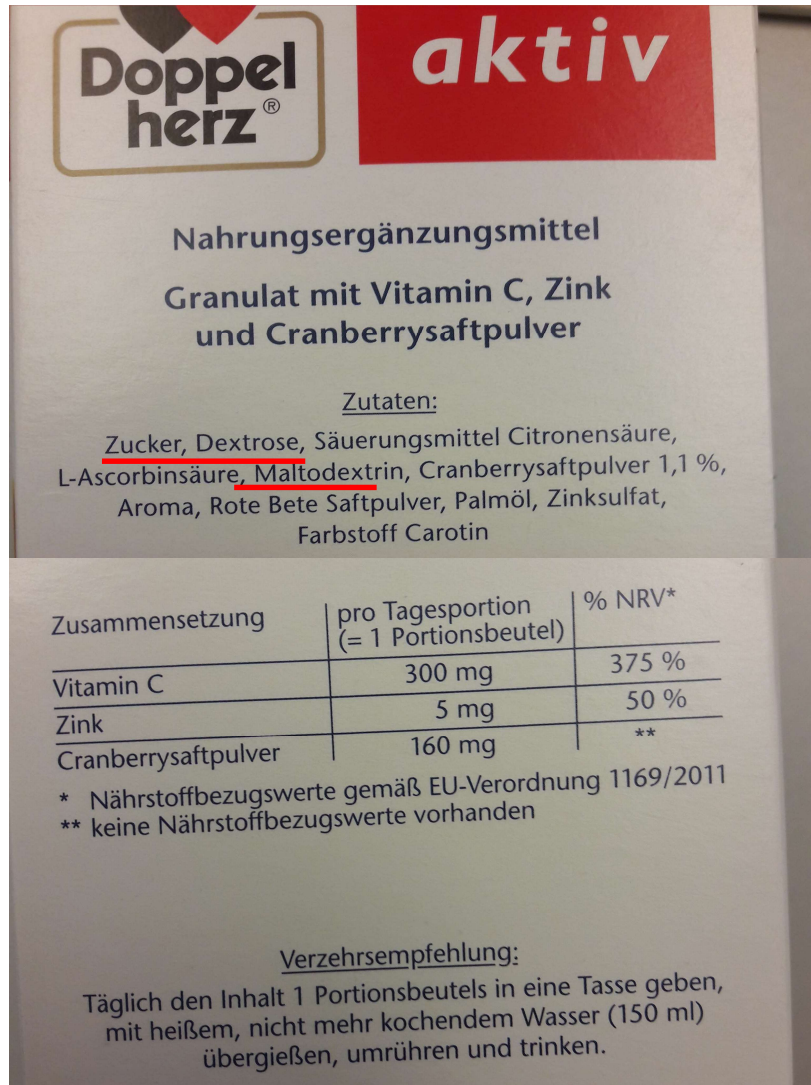 Doppel
herz®
aktiv
Nahrungsergänzungsmittel
Granulat mit Vitamin C, Zink
und Cranberrysaftpulver
Zutaten:
Zucker, Dextrose, Säuerungsmittel Citronensäure,
L-Ascorbinsäure, Maltodextrin, Cranberrysaftpulver 1,1 %,
Aroma, Rote Bete Saftpulver, Palmöl, Zinksulfat,
Farbstoff Carotin
Zusammensetzung pro Tagesportion % NRV*
(= 1 Portionsbeutel)
Vitamin C 300 mg 375 %
Zink 5 mg 50 %
Cranberrysaftpulver 160 mg **
* Nährstoffbezugswerte gemäß EU-Verordnung 1169/2011
** keine Nährstoffbezugswerte vorhanden
Verzehrsempfehlung:
Täglich den Inhalt 1 Portionsbeutels in eine Tasse geben,
mit heißem, nicht mehr kochendem Wasser (150 ml)
übergießen, umrühren und trinken.